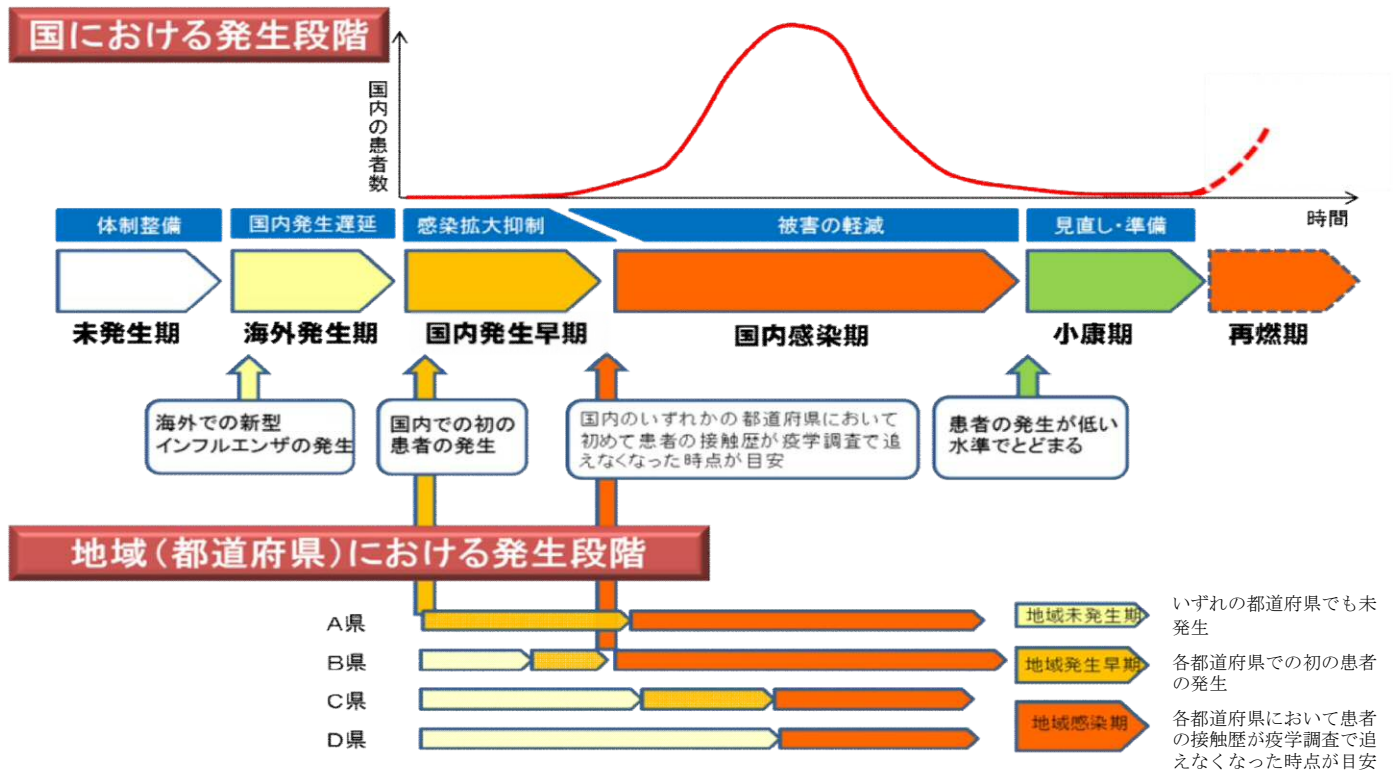 国における発生段階
国内の患者数
時間
体制整備
国内発生遅延
感染拡大抑制
被害の軽減
見直し・準備
未発生期
海外発生期
国内発生早期
国内感染期
小康期
再燃期
海外での新型
インフルエンザの発生
国内での初の
患者の発生
国内のいずれかの都道府県において
初めて患者の接触歴が疫学調査で追
えなくなった時点が目安
患者の発生が低い
水準でとどまる
地域(都道府県)における発生段階
A県
B県
C県
D県
地域未発生期
いずれの都道府県でも未
発生
地域発生早期
各都道府県での初の患者
の発生
地域感染期
各都道府県において患者
の接触歴が疫学調査で追
えなくなった時点が目安